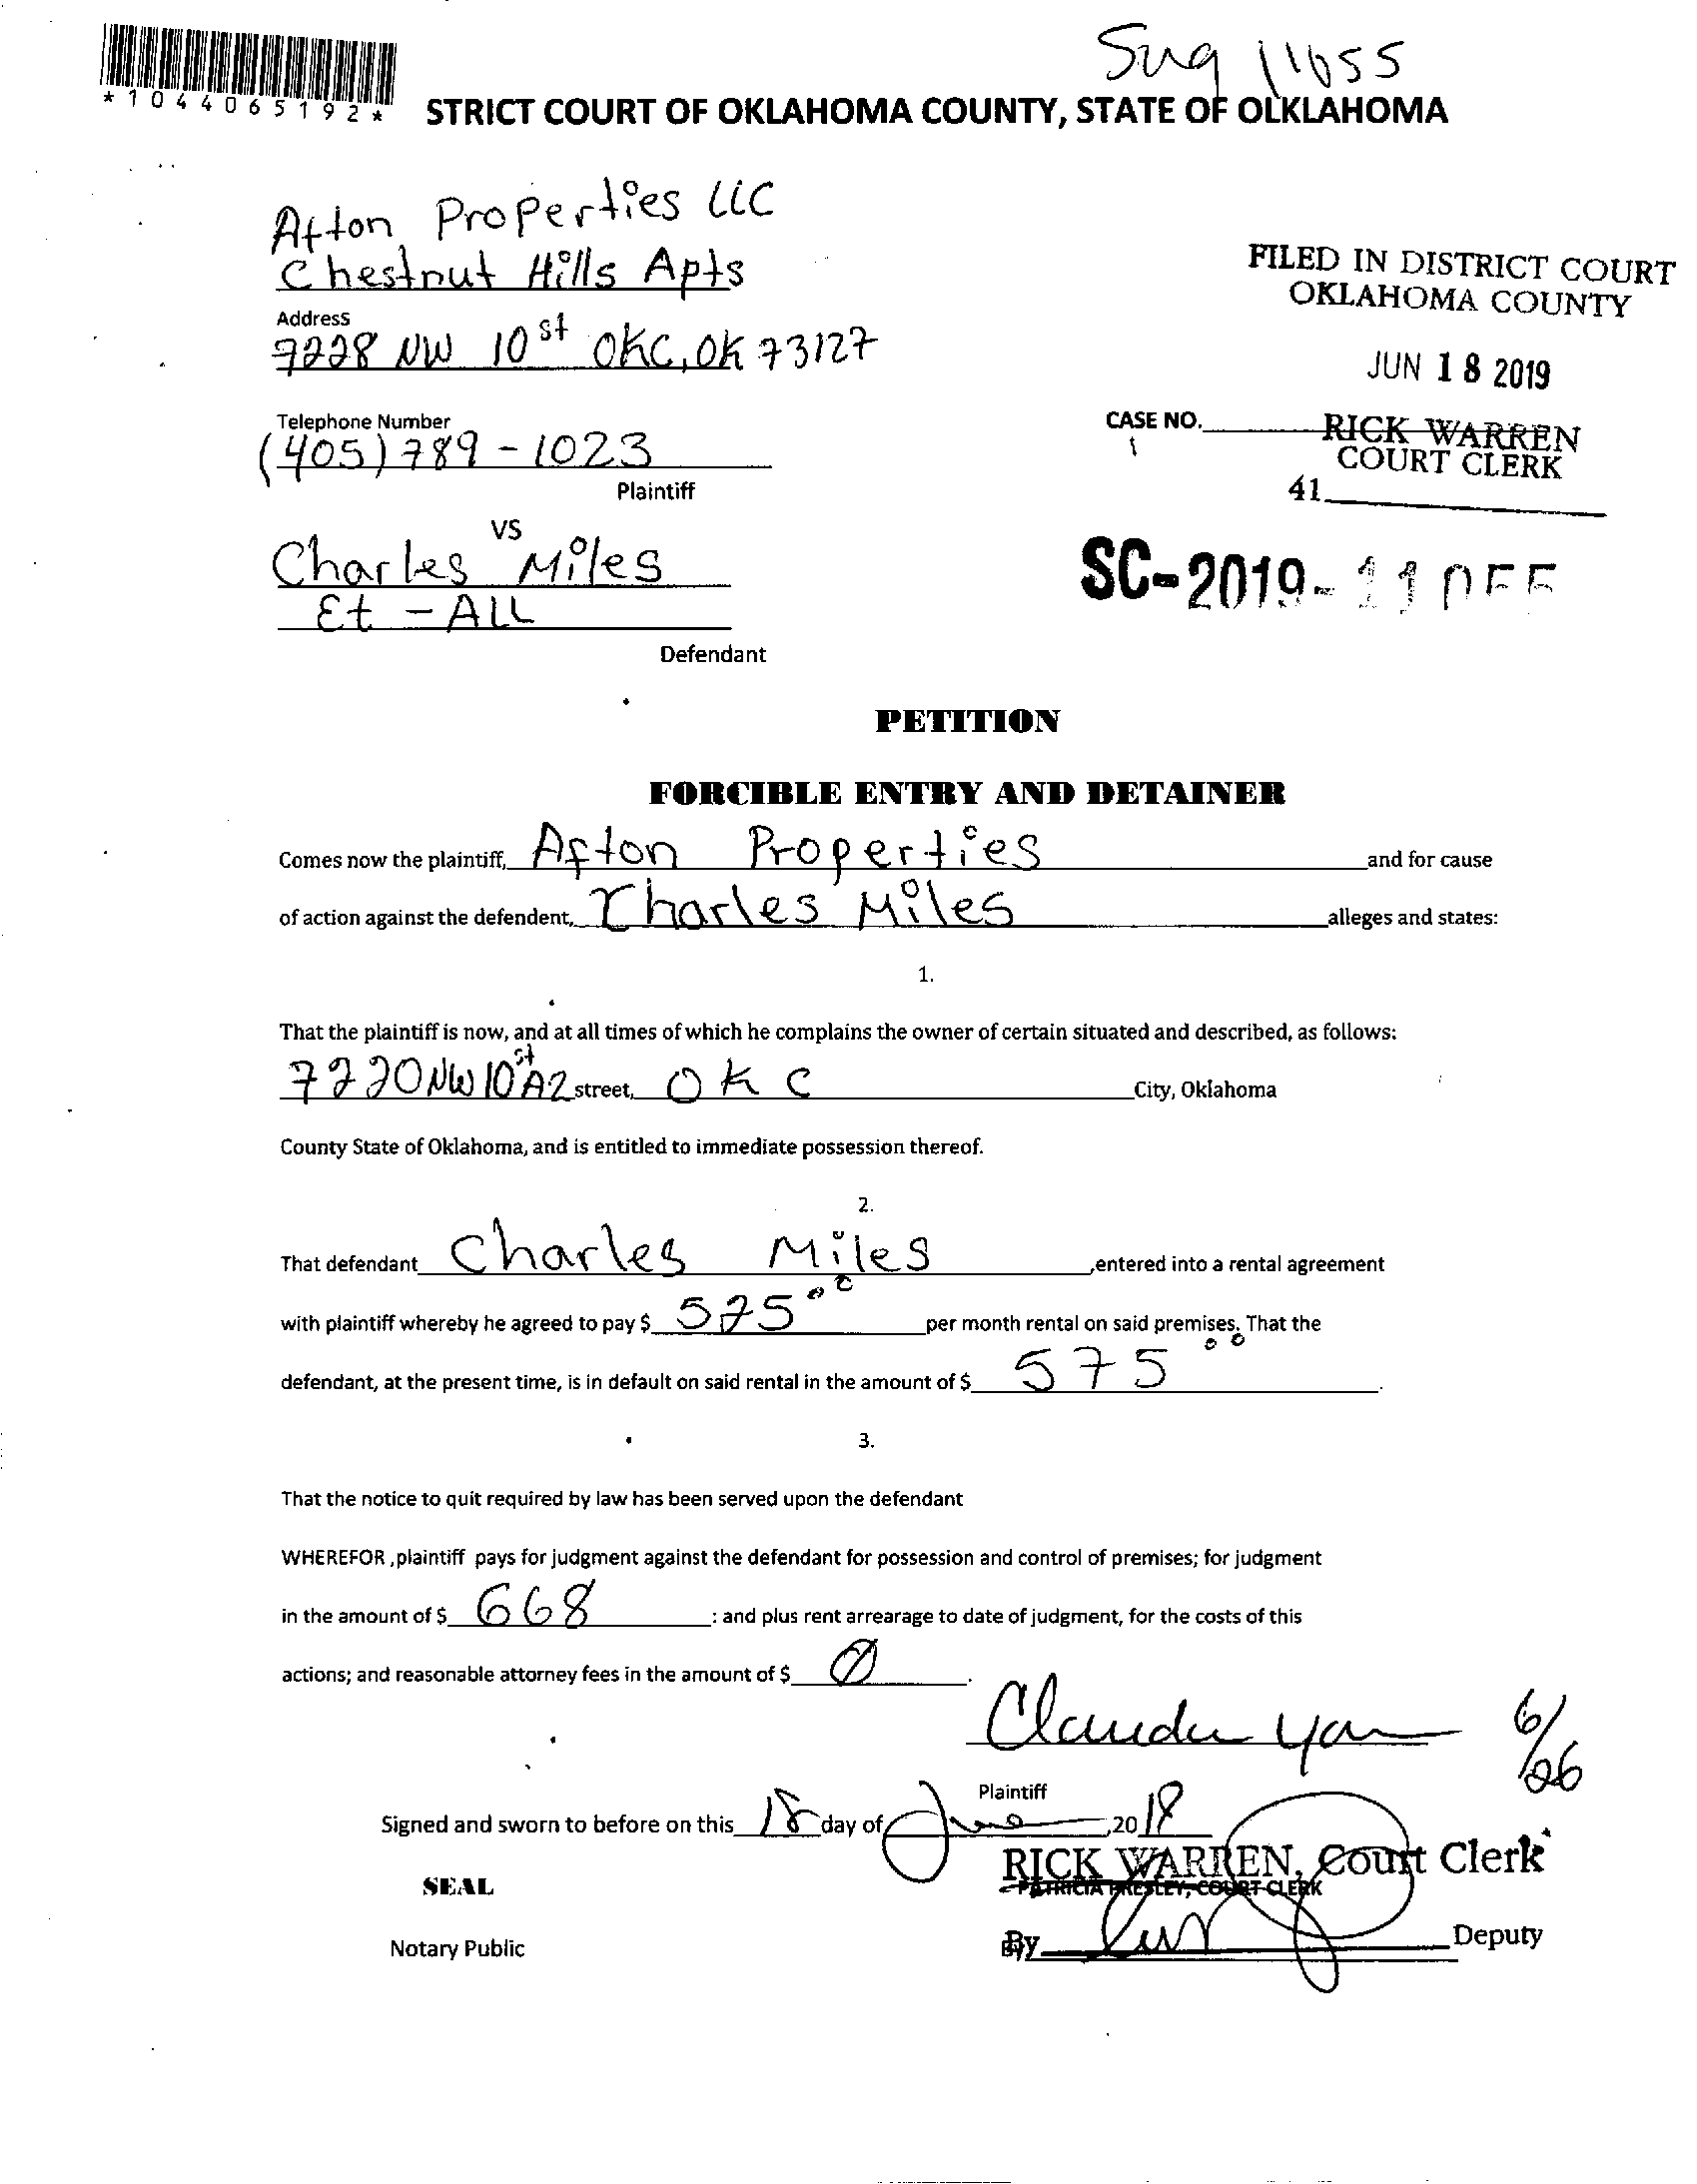 11055
*1044065192*
STRICT COURT OF OKLAHOMA COUNTY, STATE OF OLKLAHOMA
Afton Properties LLC
Chestnut Hills Apts
FILED IN DISTRICT COURT
OKLAHOMA COUNTY
Address
7228 NW 10st OKC, OK 73127
JUN 18 2019
Telephone Number
(405) 789-1023
Plaintiff
CASE NO.
RICK WARREN
COURT CLERK
41
VS
Charles Miles
Et - ALL
Defendant
SC-2019-11055
PETITION
FORCIBLE ENTRY AND DETAINER
Comes now the plaintiff, Afton Properties and for cause
of action against the defendent, Charles Miles alleges and states:
1.
That the plaintiff is now, and at all times of which he complains the owner of certain situated and described, as follows:
7220 NW 10st A2 street, OKC City, Oklahoma
County State of Oklahoma, and is entitled to immediate possession thereof.
2.
That defendant Charles Miles ,entered into a rental agreement
with plaintiff whereby he agreed to pay $ 575 00 per month rental on said premises. That the
defendant, at the present time, is in default on said rental in the amount of $ 575 00.
3.
That the notice to quit required by law has been served upon the defendant
WHEREFOR ,plaintiff pays for judgment against the defendant for possession and control of premises; for judgment
in the amount of $ 668 : and plus rent arrearage to date of judgment, for the costs of this
actions; and reasonable attorney fees in the amount of $ 0.
6/26
Plaintiff
Signed and sworn to before on this 18 day of June ,20
RICK WARREN, Court Clerk
PATRICIA PRESLEY, COURT CLERK
SEAL
Notary Public
By Deputy